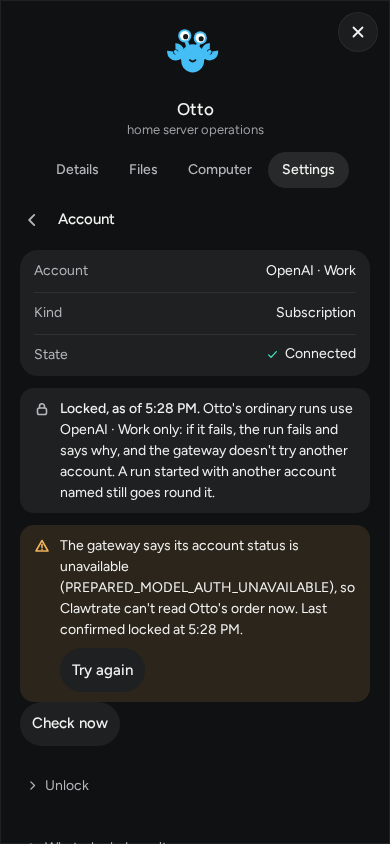 Otto
home server operations
Details Files Computer Settings
Account
Account OpenAI · Work
Kind Subscription
State Connected
Locked, as of 5:28 PM. Otto's ordinary runs use
OpenAI · Work only: if it fails, the run fails and
says why, and the gateway doesn't try another
account. A run started with another account
named still goes round it.
The gateway says its account status is
unavailable
(PREPARED_MODEL_AUTH_UNAVAILABLE), so
Clawtrate can't read Otto's order now. Last
confirmed locked at 5:28 PM.
Try again
Check now
Unlock